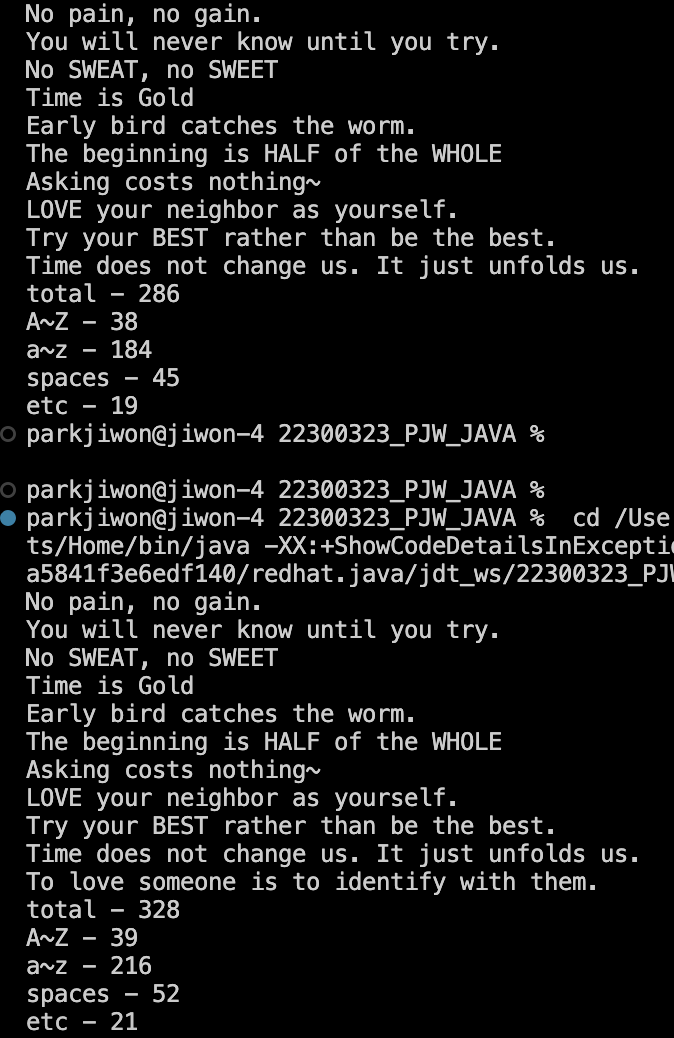 No pain, no gain.
You will never know until you try.
No SWEAT, no SWEET
Time is Gold
Early bird catches the worm.
The beginning is HALF of the WHOLE
Asking costs nothing~
LOVE your neighbor as yourself.
Try your BEST rather than be the best.
Time does not change us. It just unfolds us.
total - 286
A~Z - 38
a~z - 184
spaces - 45
etc - 19
parkjiwon@jiwon-4 22300323_PJW_JAVA %
parkjiwon@jiwon-4 22300323_PJW_JAVA %
parkjiwon@jiwon-4 22300323_PJW_JAVA %  cd /Use
ts/Home/bin/java -XX:+ShowCodeDetailsInExceptio
a5841f3e6edf140/redhat.java/jdt_ws/22300323_PJW
No pain, no gain.
You will never know until you try.
No SWEAT, no SWEET
Time is Gold
Early bird catches the worm.
The beginning is HALF of the WHOLE
Asking costs nothing~
LOVE your neighbor as yourself.
Try your BEST rather than be the best.
Time does not change us. It just unfolds us.
To love someone is to identify with them.
total - 328
A~Z - 39
a~z - 216
spaces - 52
etc - 21